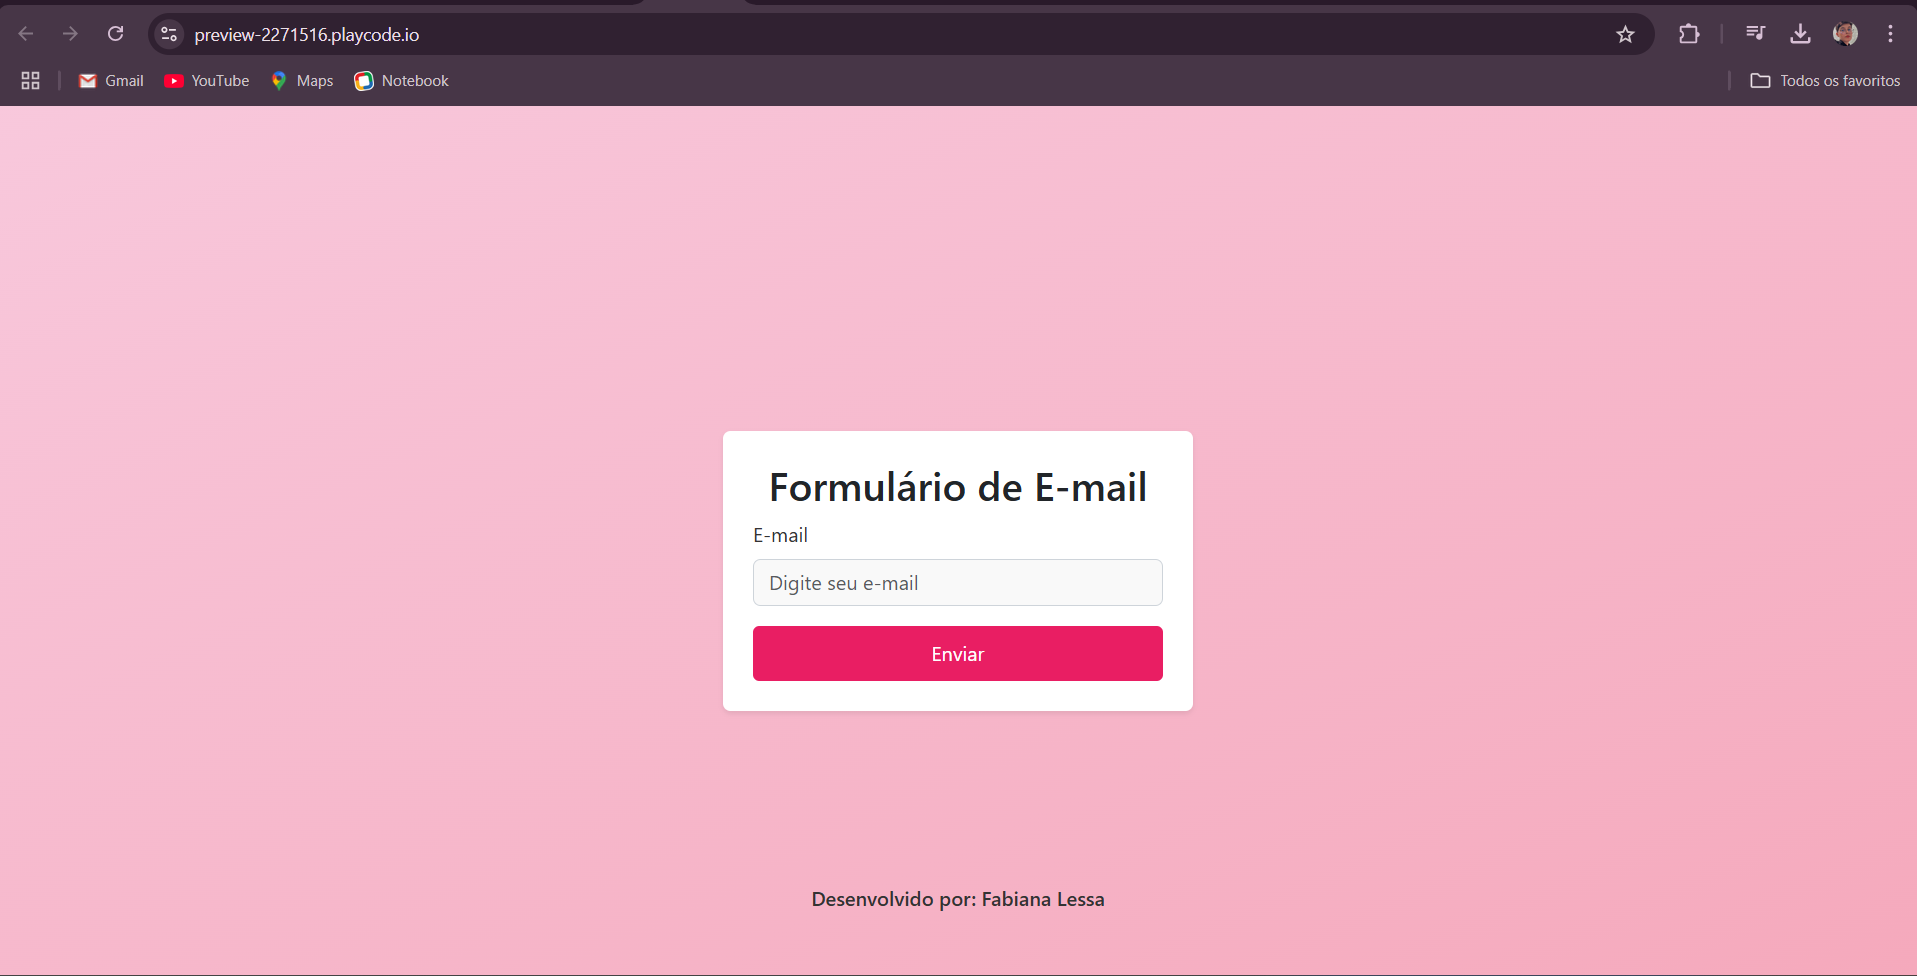 preview-2271516.playcode.io
Gmail
YouTube
Maps
Notebook
Todos os favoritos
Formulário de E-mail
E-mail
Digite seu e-mail
Enviar
Desenvolvido por: Fabiana Lessa